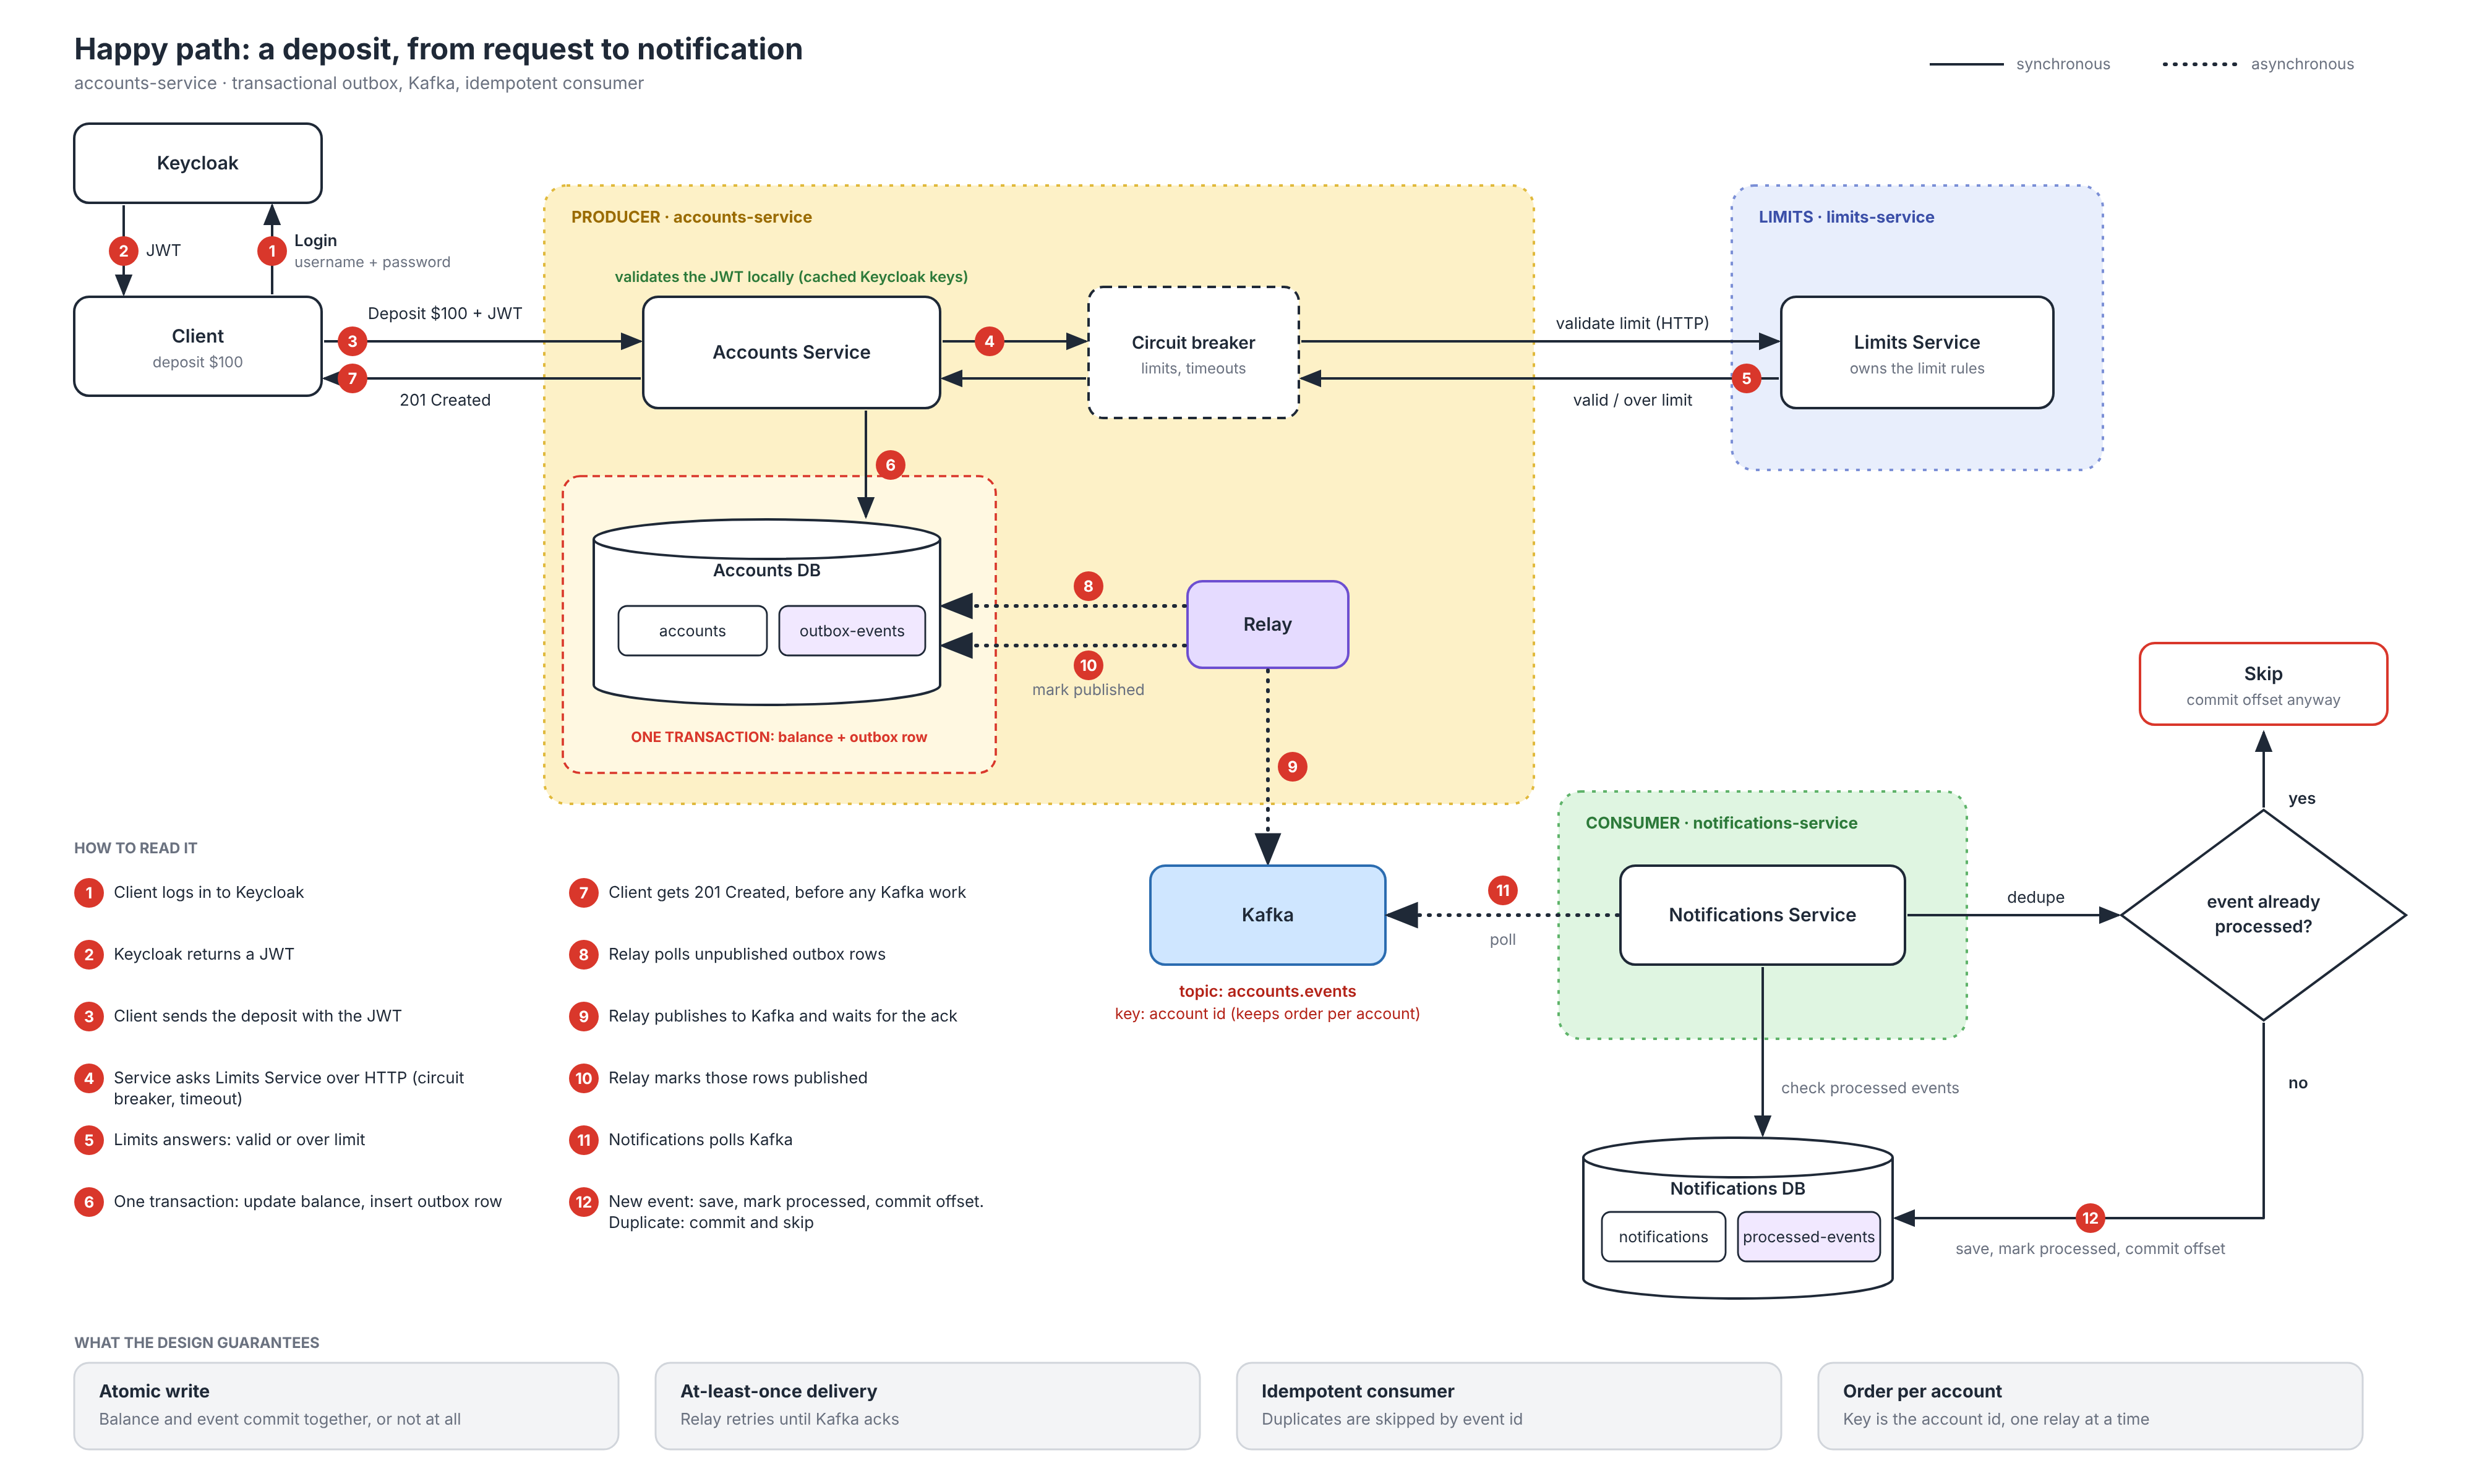 Happy path: a deposit, from request to notification
accounts-service · transactional outbox, Kafka, idempotent consumer
synchronous
asynchronous
Keycloak
2
JWT
1
Login
username + password
Client
deposit $100
Deposit $100 + JWT
3
7
201 Created
PRODUCER · accounts-service
validates the JWT locally (cached Keycloak keys)
Accounts Service
4
Circuit breaker
limits, timeouts
validate limit (HTTP)
5
valid / over limit
LIMITS · limits-service
Limits Service
owns the limit rules
6
Accounts DB
accounts
outbox-events
ONE TRANSACTION: balance + outbox row
8
10
mark published
Relay
9
Kafka
topic: accounts.events
key: account id (keeps order per account)
11
poll
CONSUMER · notifications-service
Notifications Service
dedupe
event already
processed?
yes
Skip
commit offset anyway
no
check processed events
Notifications DB
notifications
processed-events
12
save, mark processed, commit offset
HOW TO READ IT
1 Client logs in to Keycloak
2 Keycloak returns a JWT
3 Client sends the deposit with the JWT
4 Service asks Limits Service over HTTP (circuit
breaker, timeout)
5 Limits answers: valid or over limit
6 One transaction: update balance, insert outbox row
7 Client gets 201 Created, before any Kafka work
8 Relay polls unpublished outbox rows
9 Relay publishes to Kafka and waits for the ack
10 Relay marks those rows published
11 Notifications polls Kafka
12 New event: save, mark processed, commit offset.
Duplicate: commit and skip
WHAT THE DESIGN GUARANTEES
Atomic write
Balance and event commit together, or not at all
At-least-once delivery
Relay retries until Kafka acks
Idempotent consumer
Duplicates are skipped by event id
Order per account
Key is the account id, one relay at a time